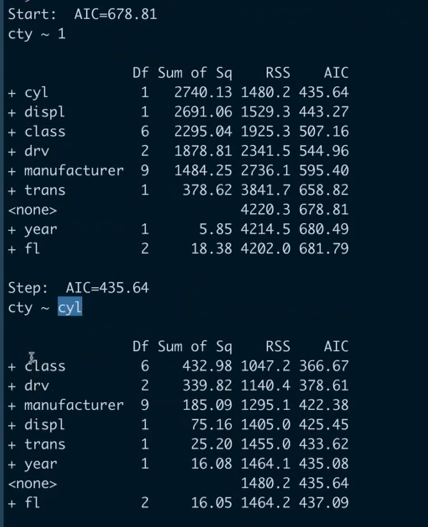 Start:  AIC=678.81
cty ~ 1

               Df Sum of Sq    RSS    AIC
+ cyl           1   2740.13 1480.2 435.64
+ displ         1   2691.06 1529.3 443.27
+ class         6   2295.04 1925.3 507.16
+ drv           2   1878.81 2341.5 544.96
+ manufacturer  9   1484.25 2736.1 595.40
+ trans         1    378.62 3841.7 658.82
<none>                      4220.3 678.81
+ year          1      5.85 4214.5 680.49
+ fl            2     18.38 4202.0 681.79

Step:  AIC=435.64
cty ~ cyl

               Df Sum of Sq    RSS    AIC
+ class         6    432.98 1047.2 366.67
+ drv           2    339.82 1140.4 378.61
+ manufacturer  9    185.09 1295.1 422.38
+ displ         1     75.16 1405.0 425.45
+ trans         1     25.20 1455.0 433.62
+ year          1     16.08 1464.1 435.08
<none>                      1480.2 435.64
+ fl            2     16.05 1464.2 437.09